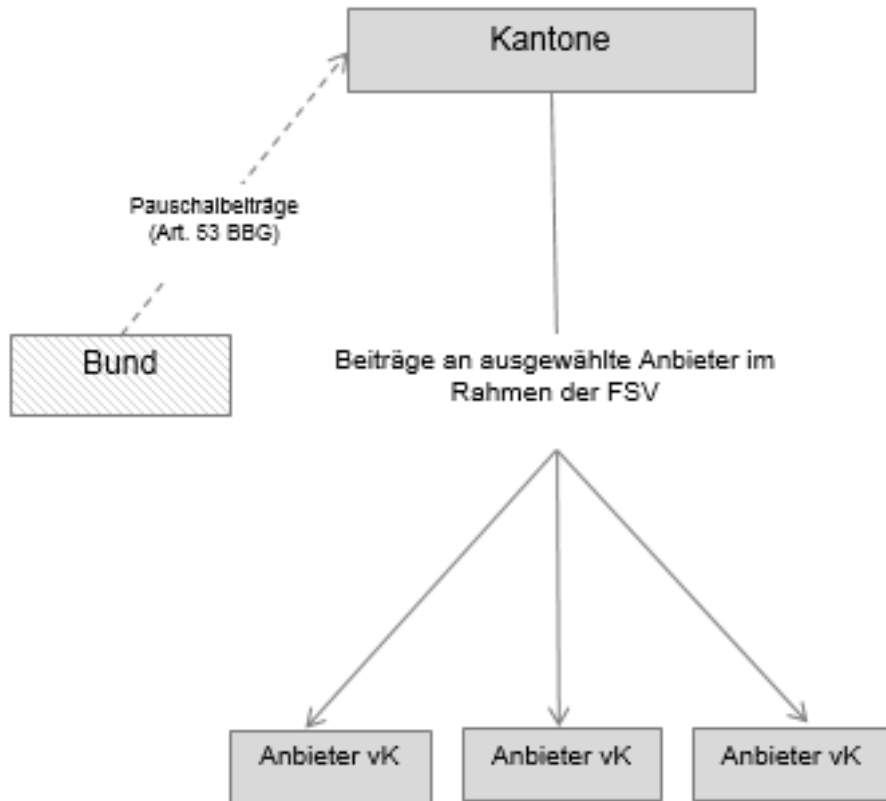 Kantone
Pauschalbeiträge
(Art. 53 BBG)
Bund
Beiträge an ausgewählte Anbieter im
Rahmen der FSV
Anbieter vK
Anbieter vK
Anbieter vK